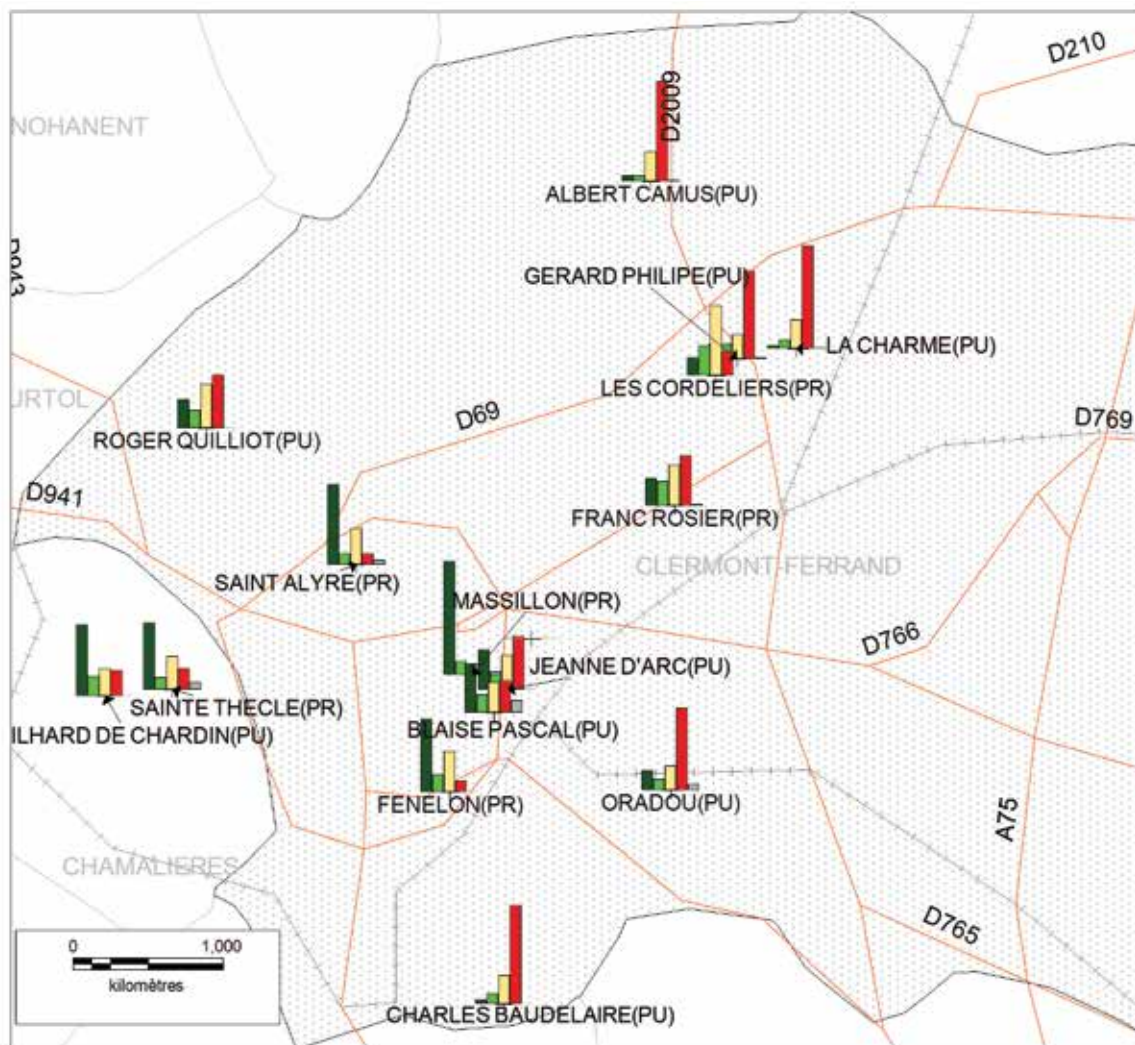 D210
NOHANENT
D2009
ALBERT CAMUS(PU)
D943
GERARD PHILIPE(PU)
LA CHARME(PU)
LES CORDELIERS(PR)
URTOL
D69
D769
ROGER QUILLIOT(PU)
D941
FRANC ROSIER(PR)
CLERMONT-FERRAND
SAINT ALYRE(PR)
MASSILLON(PR)
D766
JEANNE D'ARC(PU)
SAINTE THECLE(PR)
ILHARD DE CHARDIN(PU)
BLAISE PASCAL(PU)
FENELON(PR)
ORADOU(PU)
A75
CHAMALIERES
D765
0 1,000
kilomètres
CHARLES BAUDELAIRE(PU)